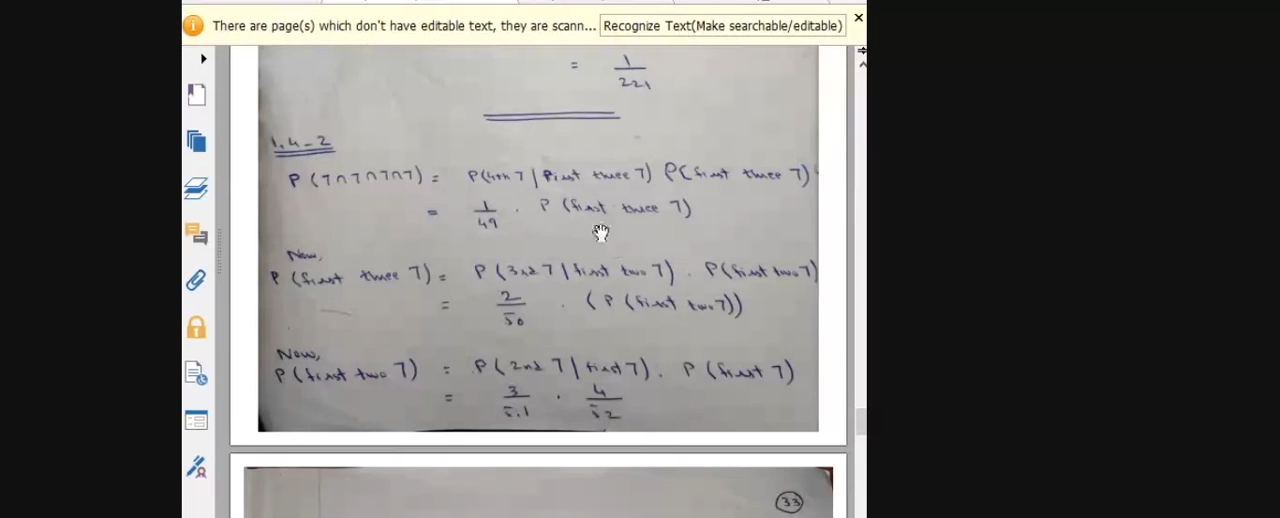 There are page(s) which don't have editable text, they are scann... Recognize Text(Make searchable/editable)
= 1/221
1.4-2
P(7∩7∩7∩7) = P(4th 7 | first three 7) P(first three 7)
= 1/49 . P (first three 7)
Now,
P (first three 7) = P (3rd 7 | first two 7) . P(first two 7)
= 2/50 . (P (first two 7))
Now,
P (first two 7) = P (2nd 7 | first 7) . P (first 7)
= 3/51 . 4/52
33